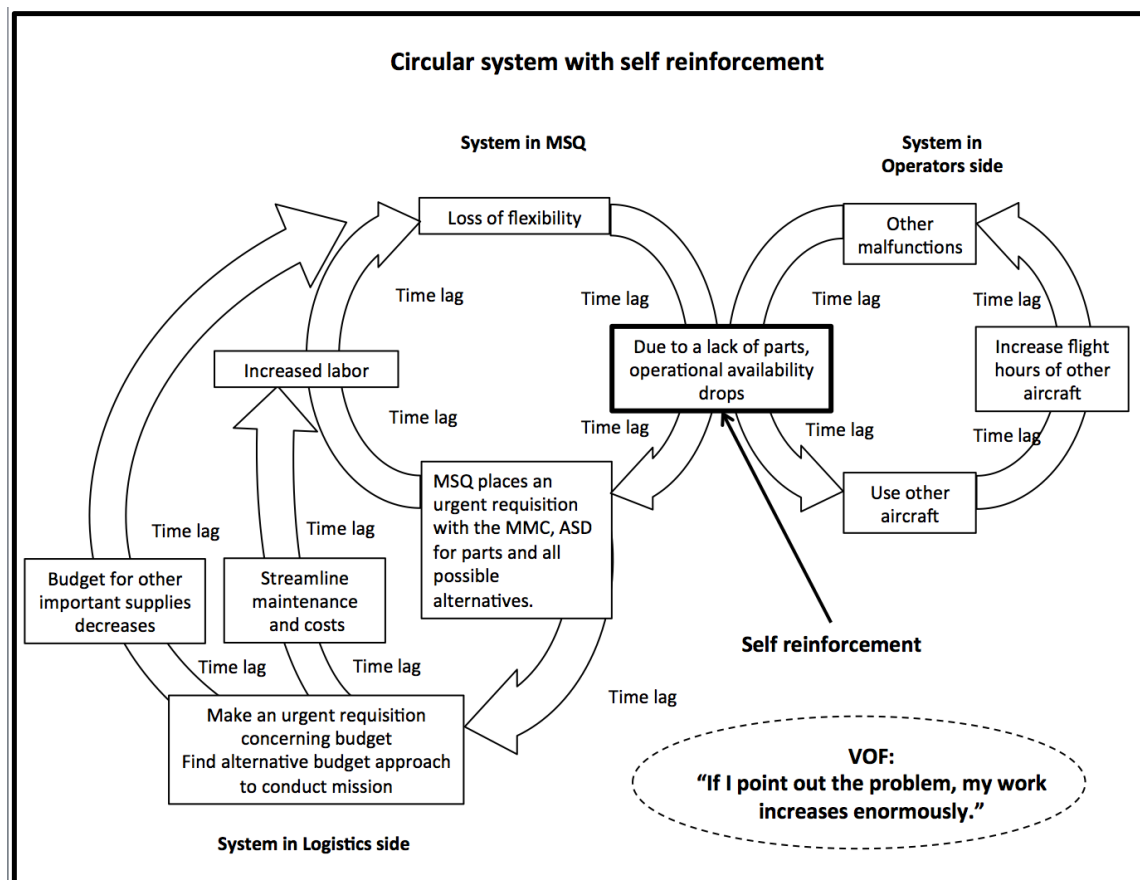 Circular system with self reinforcement
System in MSQ
System in
Operators side
Loss of flexibility
Other
malfunctions
Time lag
Time lag
Time lag
Time lag
Increased labor
Due to a lack of parts,
operational availability
drops
Increase flight
hours of other
aircraft
Time lag
Time lag
Time lag
Time lag
MSQ places an
urgent requisition
with the MMC, ASD
for parts and all
possible
alternatives.
Use other
aircraft
Time lag
Time lag
Budget for other
important supplies
decreases
Streamline
maintenance
and costs
Self reinforcement
Time lag
Time lag
Time lag
Make an urgent requisition
concerning budget
Find alternative budget approach
to conduct mission
System in Logistics side
VOF:
“If I point out the problem, my work
increases enormously.”